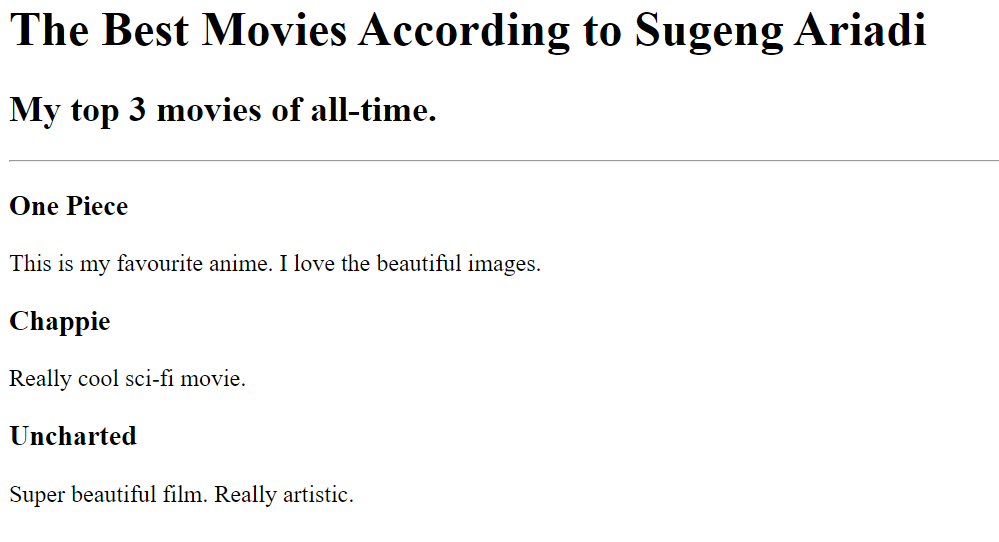 The Best Movies According to Sugeng Ariadi
My top 3 movies of all-time.
One Piece
This is my favourite anime. I love the beautiful images.
Chappie
Really cool sci-fi movie.
Uncharted
Super beautiful film. Really artistic.